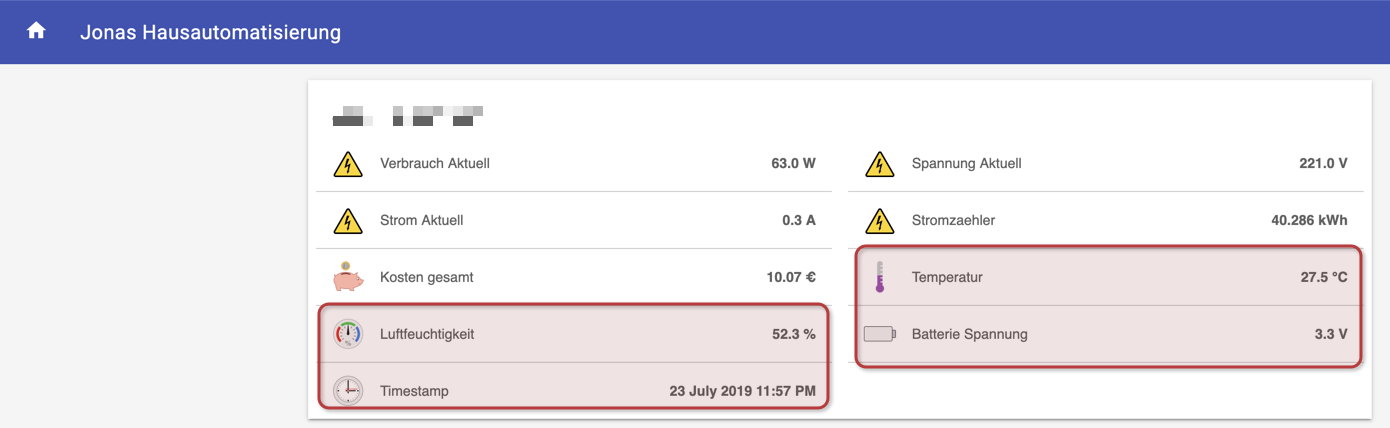 Jonas Hausautomatisierung
Verbrauch Aktuell 63.0 W
Spannung Aktuell 221.0 V
Strom Aktuell 0.3 A
Stromzaehler 40.286 kWh
Kosten gesamt 10.07 €
Temperatur 27.5 °C
Luftfeuchtigkeit 52.3 %
Batterie Spannung 3.3 V
Timestamp 23 July 2019 11:57 PM